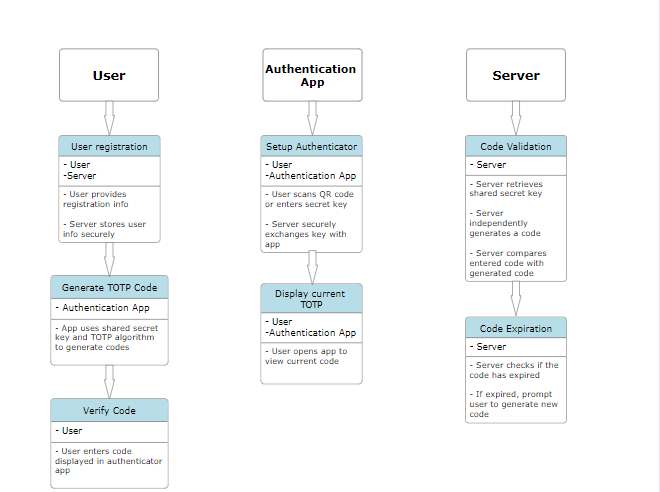 User
User registration
- User
-Server
- User provides
registration info
- Server stores user
info securely
Generate TOTP Code
- Authentication App
- App uses shared secret
key and TOTP algorithm
to generate codes
Verify Code
- User
- User enters code
displayed in authenticator
app
Authentication
App
Setup Authenticator
- User
-Authentication App
- User scans QR code
or enters secret key
- Server securely
exchanges key with
app
Display current
TOTP
- User
-Authentication App
- User opens app to
view current code
Server
Code Validation
- Server
- Server retrieves
shared secret key
- Server
independently
generates a code
- Server compares
entered code with
generated code
Code Expiration
- Server
- Server checks if the
code has expired
- If expired, prompt
user to generate new
code